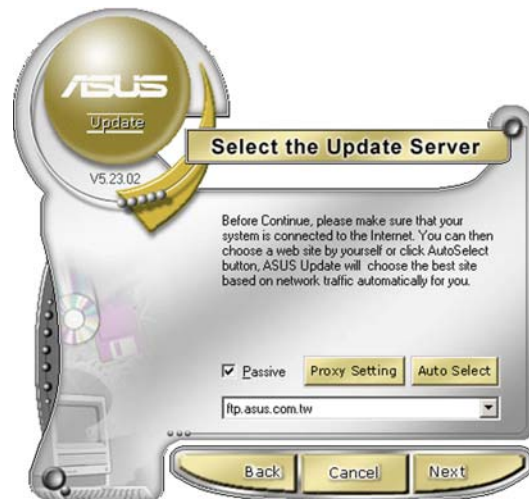 ASUS
Update
V5.23.02
Select the Update Server
Before Continue, please make sure that your
system is connected to the Internet. You can then
choose a web site by yourself or click AutoSelect
button, ASUS Update will choose the best site
based on network traffic automatically for you.
Passive
Proxy Setting
Auto Select
ftp.asus.com.tw
Back
Cancel
Next